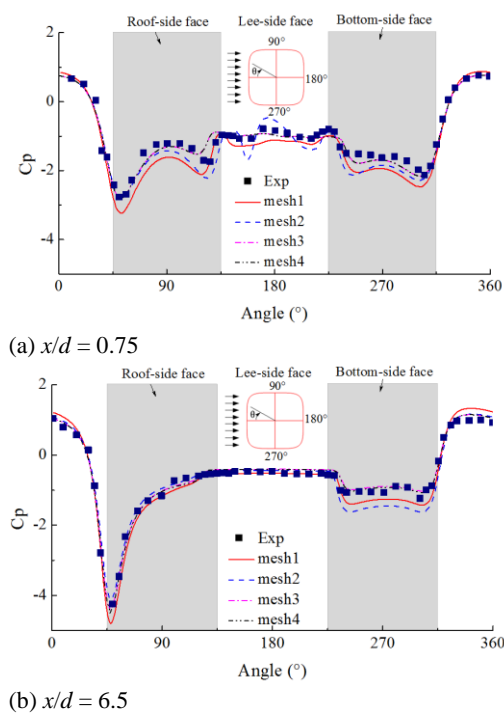 Roof-side face Lee-side face Bottom-side face
90°
θ
180°
270°
2
0
-2
-4
Cp
Exp
mesh1
mesh2
mesh3
mesh4
0 90 180 270 360
Angle (°)
(a) x/d = 0.75
Roof-side face Lee-side face Bottom-side face
90°
θ
180°
270°
2
0
-2
-4
Cp
Exp
mesh1
mesh2
mesh3
mesh4
0 90 180 270 360
Angle (°)
(b) x/d = 6.5